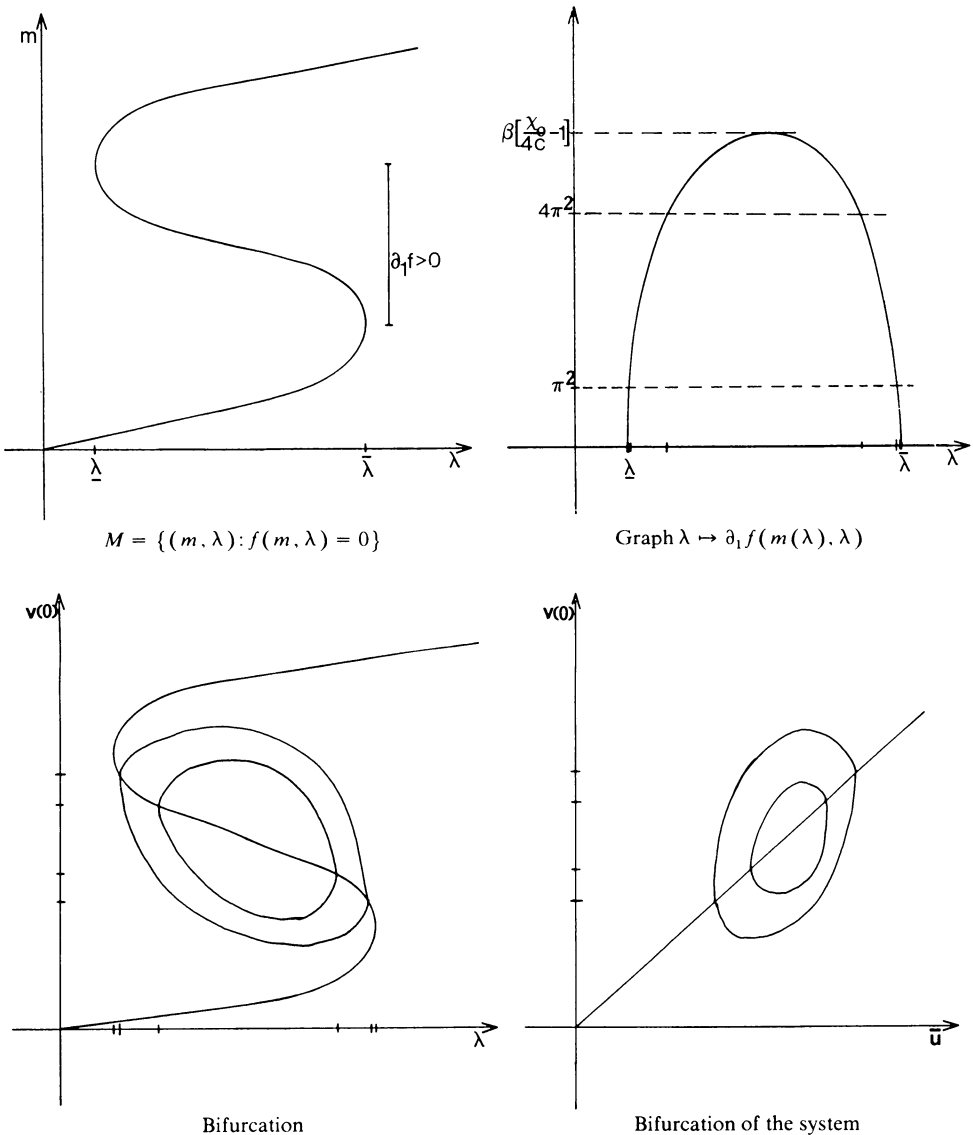 m
∂₁f>0
λ̲
λ̄
λ
M = {(m, λ): f(m, λ) = 0}
β[χ₀/4C -1]
4π²
π²
λ̲
λ̄
λ
Graph λ ↦ ∂₁f(m(λ), λ)
v(0)
λ
Bifurcation
v(0)
ū
Bifurcation of the system